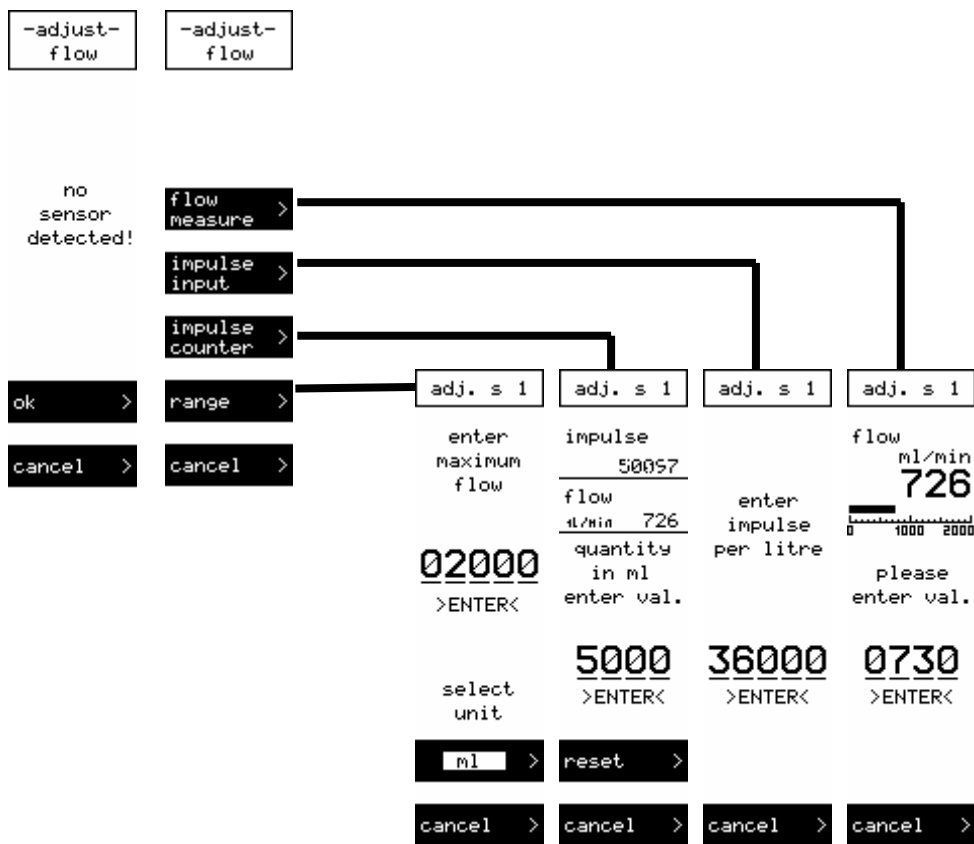 -adjust-
flow
no
sensor
detected!
ok >
cancel >
-adjust-
flow
flow
measure >
impulse
input >
impulse
counter >
range >
cancel >
adj. s 1
enter
maximum
flow
02000
>ENTER<
select
unit
ml >
cancel >
adj. s 1
impulse
50097
flow
ml/min 726
quantity
in ml
enter val.
5000
>ENTER<
reset >
cancel >
adj. s 1
enter
impulse
per litre
36000
>ENTER<
cancel >
adj. s 1
flow
ml/min
726
0 1000 2000
please
enter val.
0730
>ENTER<
cancel >